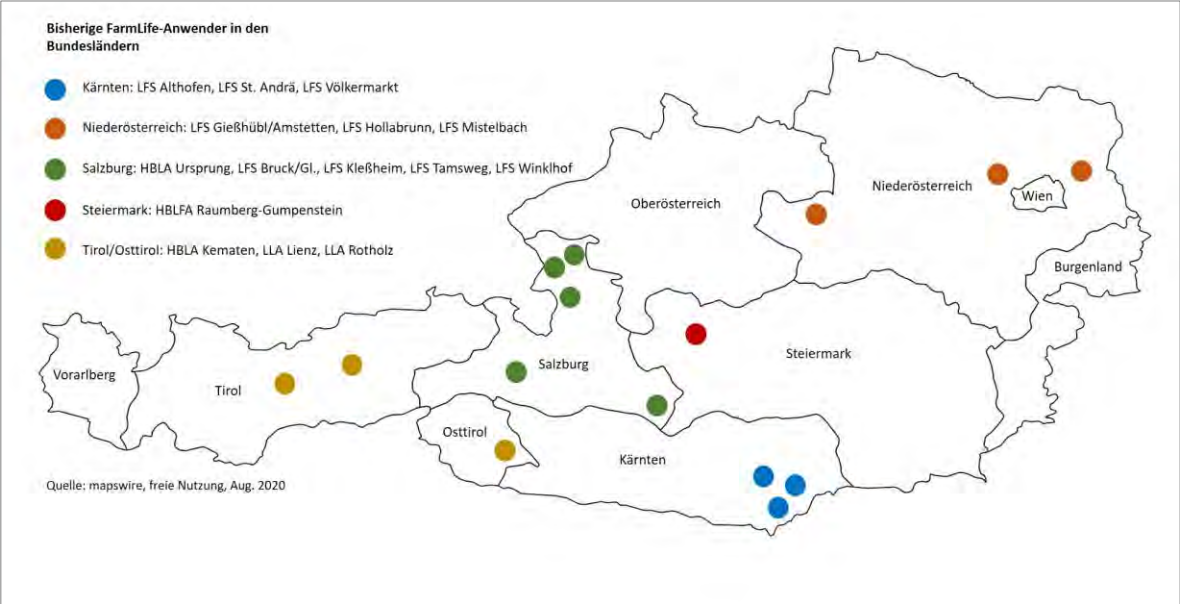 Bisherige FarmLife-Anwender in den
Bundesländern
Kärnten: LFS Althofen, LFS St. Andrä, LFS Völkermarkt
Niederösterreich: LFS Gießhübl/Amstetten, LFS Hollabrunn, LFS Mistelbach
Salzburg: HBLA Ursprung, LFS Bruck/Gl., LFS Kleßheim, LFS Tamsweg, LFS Winklhof
Steiermark: HBLFA Raumberg-Gumpenstein
Tirol/Osttirol: HBLA Kematen, LLA Lienz, LLA Rotholz
Niederösterreich
Wien
Oberösterreich
Burgenland
Steiermark
Salzburg
Vorarlberg
Tirol
Osttirol
Kärnten
Quelle: mapswire, freie Nutzung, Aug. 2020